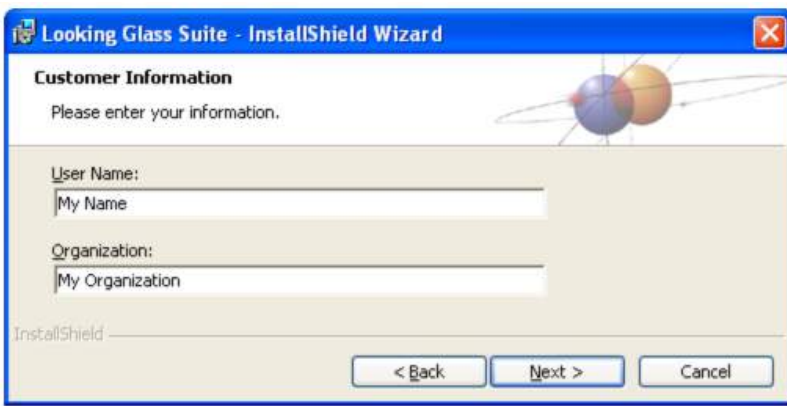 Looking Glass Suite - InstallShield Wizard
Customer Information
Please enter your information.
User Name:
My Name
Organization:
My Organization
InstallShield
< Back Next > Cancel